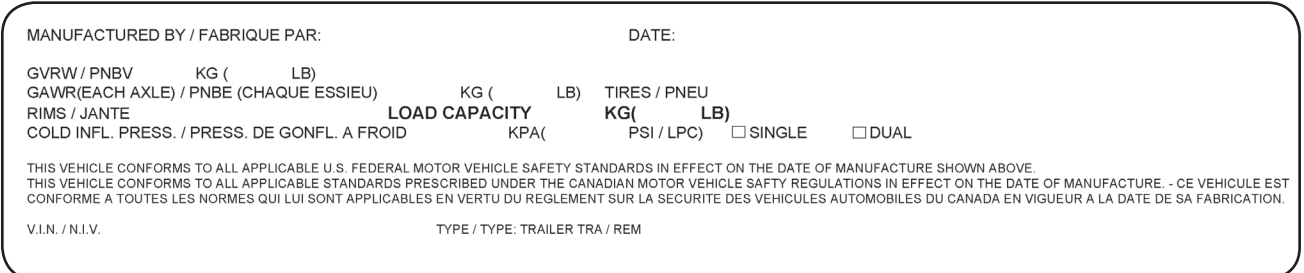 MANUFACTURED BY / FABRIQUE PAR: DATE:
GVRW / PNBV KG ( LB)
GAWR(EACH AXLE) / PNBE (CHAQUE ESSIEU) KG ( LB) TIRES / PNEU
RIMS / JANTE LOAD CAPACITY KG( LB)
COLD INFL. PRESS. / PRESS. DE GONFL. A FROID KPA( PSI / LPC) ☐ SINGLE ☐ DUAL
THIS VEHICLE CONFORMS TO ALL APPLICABLE U.S. FEDERAL MOTOR VEHICLE SAFETY STANDARDS IN EFFECT ON THE DATE OF MANUFACTURE SHOWN ABOVE.
THIS VEHICLE CONFORMS TO ALL APPLICABLE STANDARDS PRESCRIBED UNDER THE CANADIAN MOTOR VEHICLE SAFTY REGULATIONS IN EFFECT ON THE DATE OF MANUFACTURE. - CE VEHICULE EST
CONFORME A TOUTES LES NORMES QUI LUI SONT APPLICABLES EN VERTU DU REGLEMENT SUR LA SECURITE DES VEHICULES AUTOMOBILES DU CANADA EN VIGUEUR A LA DATE DE SA FABRICATION.
V.I.N. / N.I.V. TYPE / TYPE: TRAILER TRA / REM